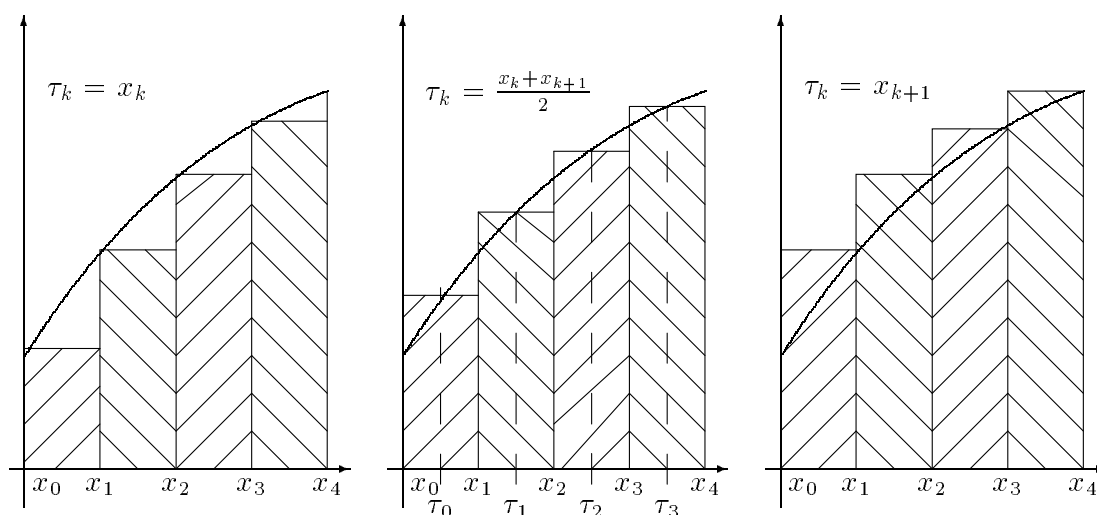 τ_k = x_k
τ_k = \frac{x_k+x_{k+1}}{2}
τ_k = x_{k+1}
x_0 x_1 x_2 x_3 x_4
x_0 x_1 x_2 x_3 x_4
τ_0 τ_1 τ_2 τ_3
x_0 x_1 x_2 x_3 x_4